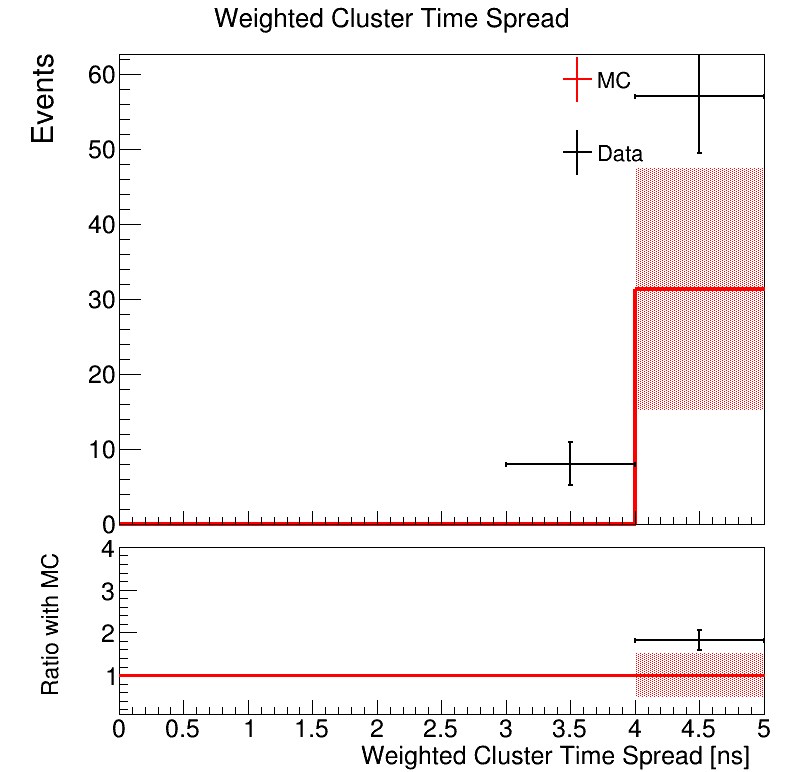 Weighted Cluster Time Spread
Events
60
50
40
30
20
10
0
MC
Data
Ratio with MC
4
3
2
1
0 0.5 1 1.5 2 2.5 3 3.5 4 4.5 5
Weighted Cluster Time Spread [ns]